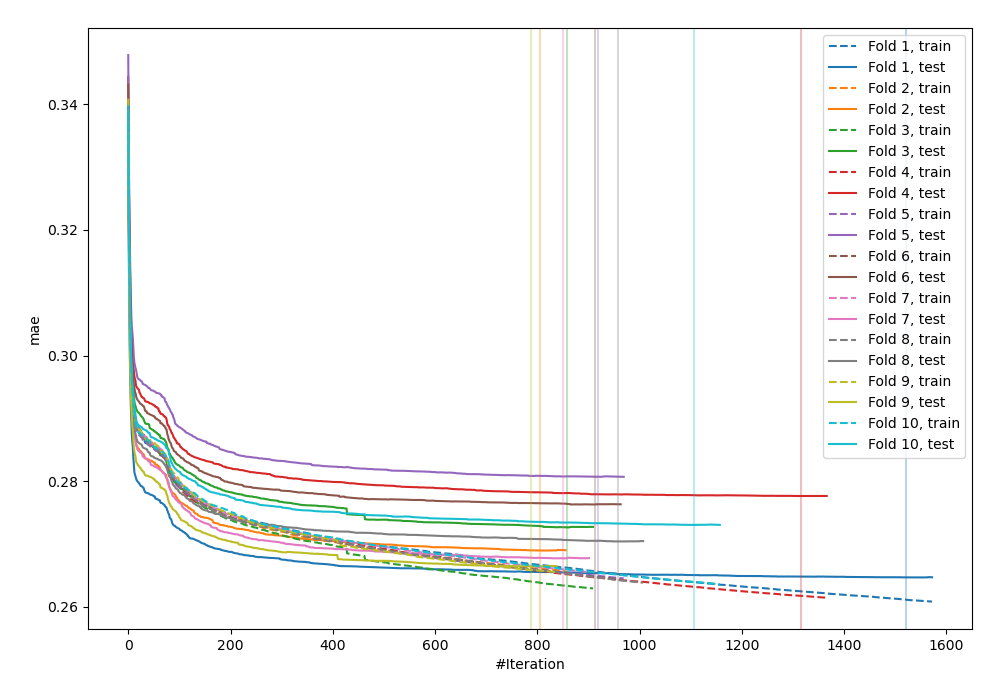 0.34
0.32
0.30
0.28
0.26
mae
0
200
400
600
800
1000
1200
1400
1600
#Iteration
Fold 1, train
Fold 1, test
Fold 2, train
Fold 2, test
Fold 3, train
Fold 3, test
Fold 4, train
Fold 4, test
Fold 5, train
Fold 5, test
Fold 6, train
Fold 6, test
Fold 7, train
Fold 7, test
Fold 8, train
Fold 8, test
Fold 9, train
Fold 9, test
Fold 10, train
Fold 10, test